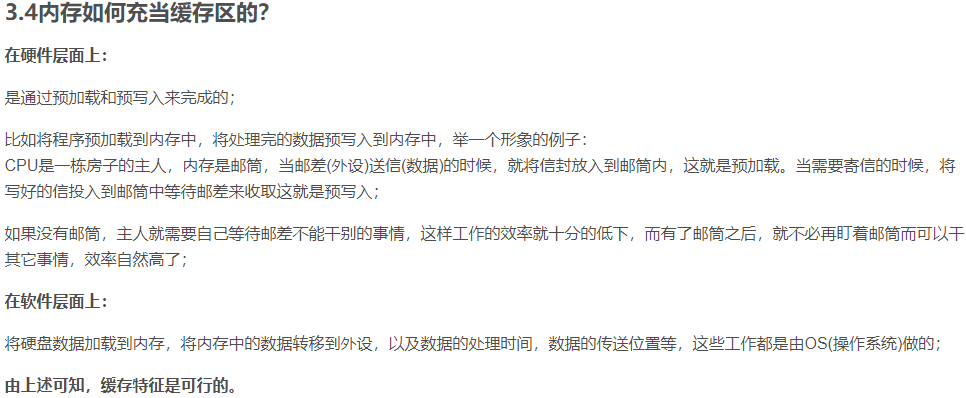 3.4内存如何充当缓存区的？
在硬件层面上：
是通过预加载和预写入来完成的；
比如将程序预加载到内存中，将处理完的数据预写入到内存中，举一个形象的例子：
CPU是一栋房子的主人，内存是邮筒，当邮差(外设)送信(数据)的时候，就将信封放入到邮筒内，这就是预加载。当需要寄信的时候，将
写好的信投入到邮筒中等待邮差来收取这就是预写入；
如果没有邮筒，主人就需要自己等待邮差不能干别的事情，这样工作的效率就十分的低下，而有了邮筒之后，就不必再盯着邮筒而可以干
其它事情，效率自然高了；
在软件层面上：
将硬盘数据加载到内存，将内存中的数据转移到外设，以及数据的处理时间，数据的传送位置等，这些工作都是由OS(操作系统)做的；
由上述可知，缓存特征是可行的。